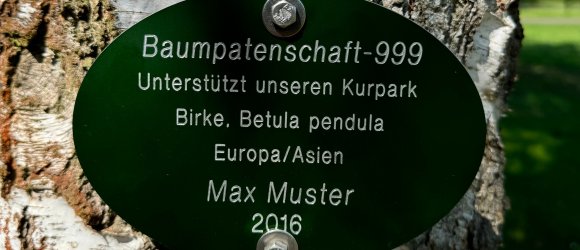 Baumpatenschaft-999
Unterstützt unseren Kurpark
Birke, Betula pendula
Europa/Asien
Max Muster
2016